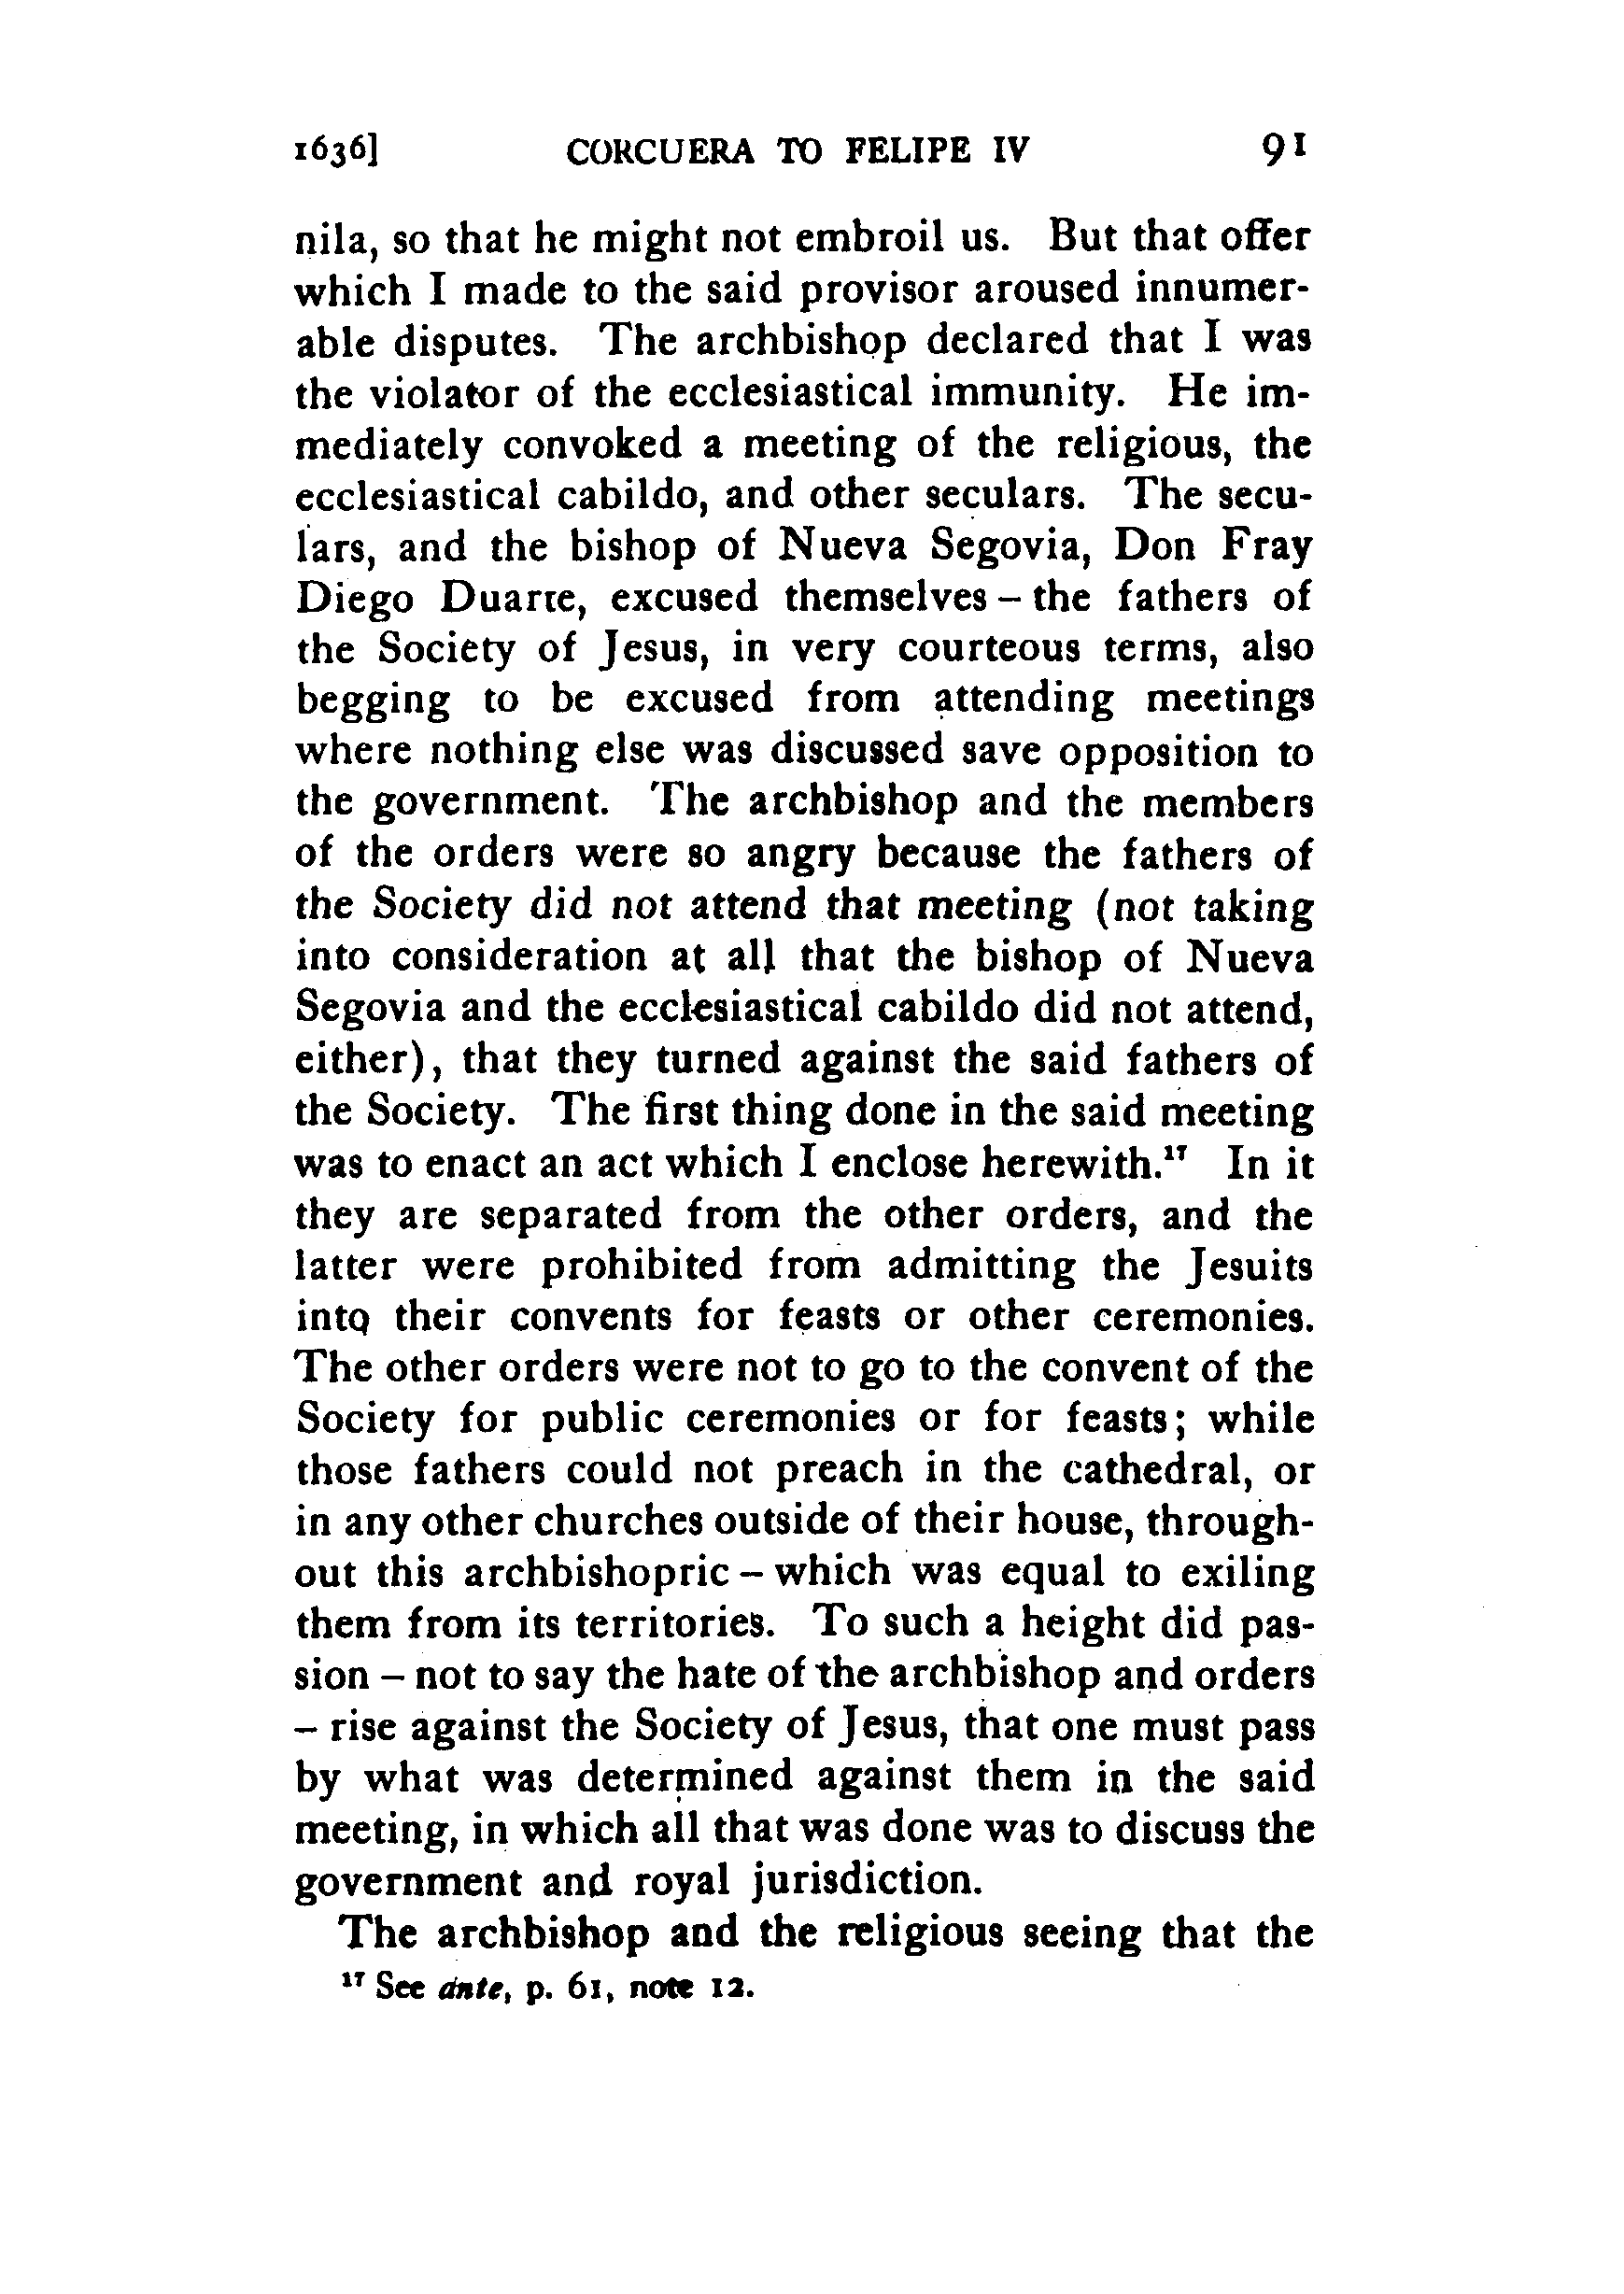 1636] CORCUERA TO FELIPE IV 91
nila, so that he might not embroil us. But that offer
which I made to the said provisor aroused innumer-
able disputes. The archbishop declared that I was
the violator of the ecclesiastical immunity. He im-
mediately convoked a meeting of the religious, the
ecclesiastical cabildo, and other seculars. The secu-
lars, and the bishop of Nueva Segovia, Don Fray
Diego Duarte, excused themselves – the fathers of
the Society of Jesus, in very courteous terms, also
begging to be excused from attending meetings
where nothing else was discussed save opposition to
the government. The archbishop and the members
of the orders were so angry because the fathers of
the Society did not attend that meeting (not taking
into consideration at all that the bishop of Nueva
Segovia and the ecclesiastical cabildo did not attend,
either), that they turned against the said fathers of
the Society. The first thing done in the said meeting
was to enact an act which I enclose herewith.¹⁷ In it
they are separated from the other orders, and the
latter were prohibited from admitting the Jesuits
into their convents for feasts or other ceremonies.
The other orders were not to go to the convent of the
Society for public ceremonies or for feasts; while
those fathers could not preach in the cathedral, or
in any other churches outside of their house, through-
out this archbishopric – which was equal to exiling
them from its territories. To such a height did pas-
sion – not to say the hate of the archbishop and orders
– rise against the Society of Jesus, that one must pass
by what was determined against them in the said
meeting, in which all that was done was to discuss the
government and royal jurisdiction.
The archbishop and the religious seeing that the
¹⁷ See ante, p. 61, note 12.